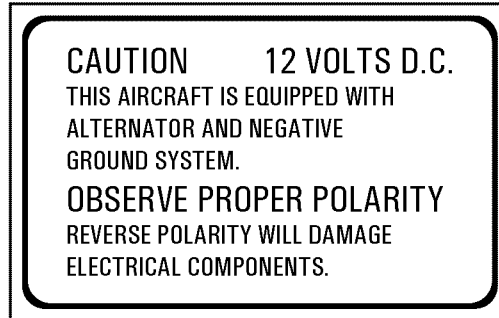 CAUTION 12 VOLTS D.C.
THIS AIRCRAFT IS EQUIPPED WITH
ALTERNATOR AND NEGATIVE
GROUND SYSTEM.
OBSERVE PROPER POLARITY
REVERSE POLARITY WILL DAMAGE
ELECTRICAL COMPONENTS.